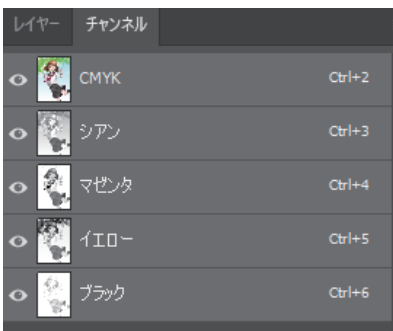 レイヤー チャンネル
CMYK Ctrl+2
シアン Ctrl+3
マゼンタ Ctrl+4
イエロー Ctrl+5
ブラック Ctrl+6